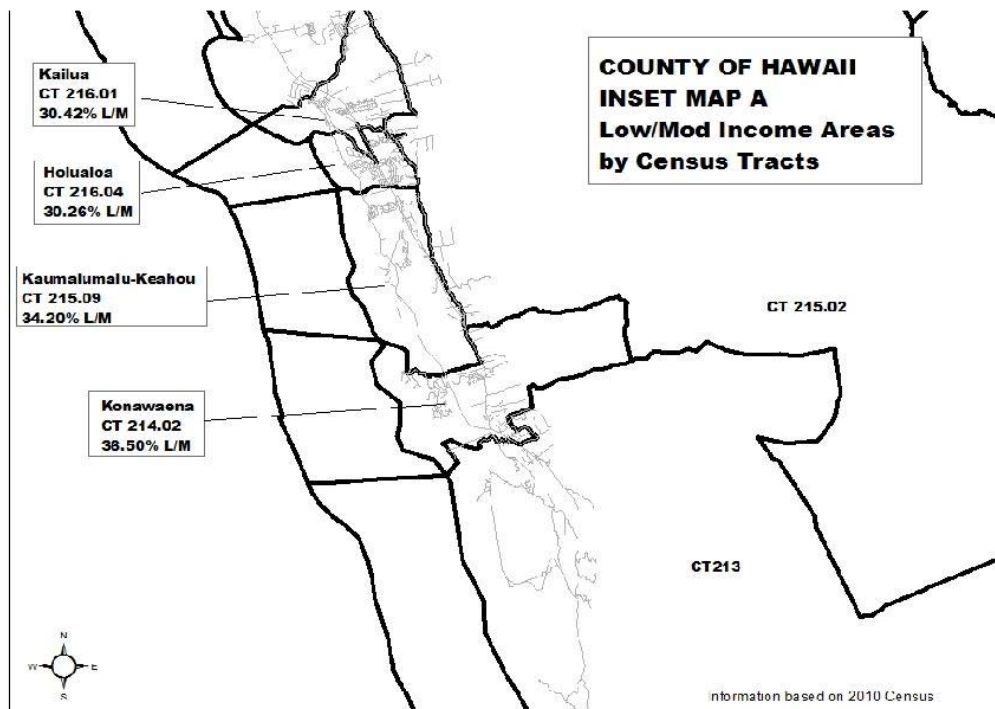 COUNTY OF HAWAII
INSET MAP A
Low/Mod Income Areas
by Census Tracts
Kailua
CT 216.01
30.42% L/M
Holualoa
CT 216.04
30.26% L/M
Kaumalumalu-Keahou
CT 215.09
34.20% L/M
CT 215.02
Konawaena
CT 214.02
36.50% L/M
CT213
N
W E
S
Information based on 2010 Census